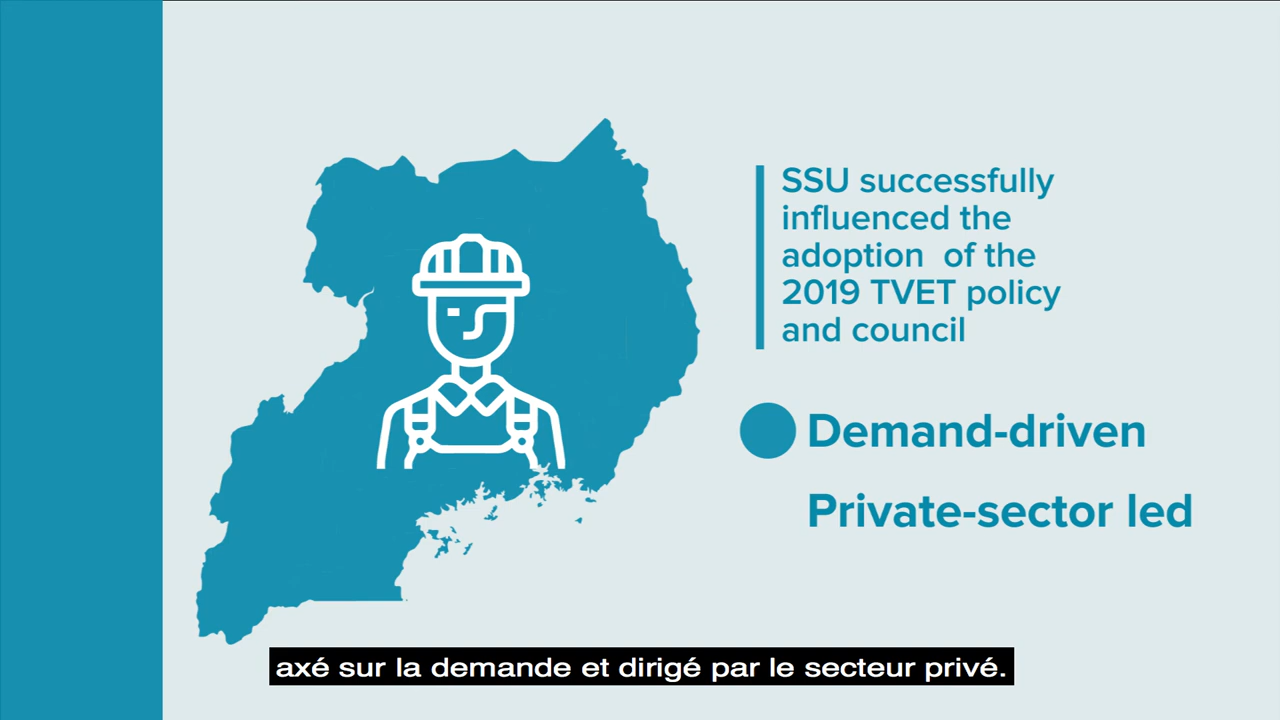 SSU successfully
influenced the
adoption of the
2019 TVET policy
and council
Demand-driven
Private-sector led
axé sur la demande et dirigé par le secteur privé.